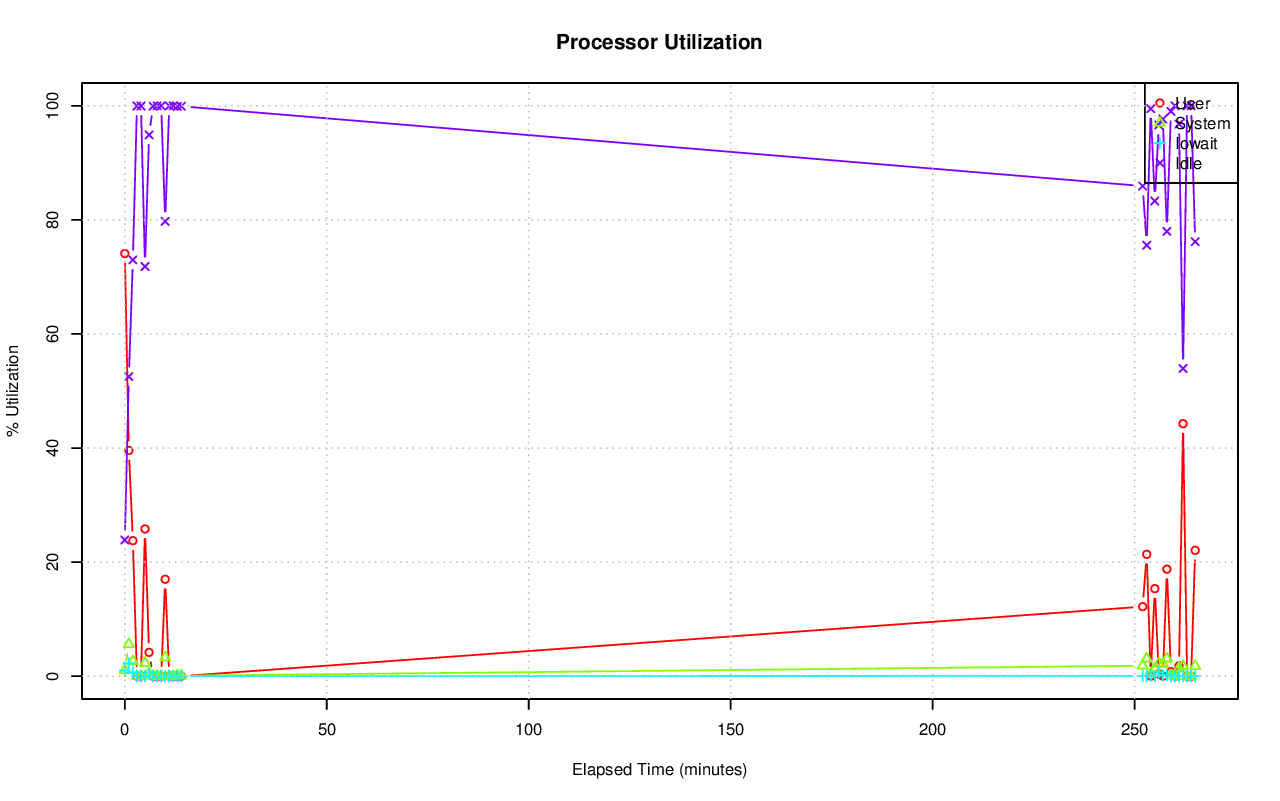 Processor Utilization
% Utilization
100
80
60
40
20
0
User
System
Iowait
Idle
0 50 100 150 200 250
Elapsed Time (minutes)